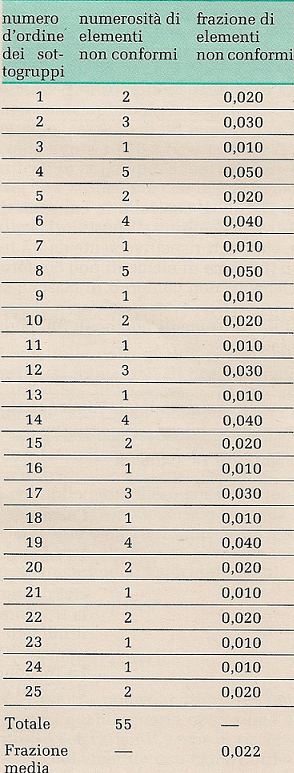 numero numerosità di frazione di
d'ordine elementi elementi
dei sot- non conformi non conformi
togruppi
1 2 0,020
2 3 0,030
3 1 0,010
4 5 0,050
5 2 0,020
6 4 0,040
7 1 0,010
8 5 0,050
9 1 0,010
10 2 0,020
11 1 0,010
12 3 0,030
13 1 0,010
14 4 0,040
15 2 0,020
16 1 0,010
17 3 0,030
18 1 0,010
19 4 0,040
20 2 0,020
21 1 0,010
22 2 0,020
23 1 0,010
24 1 0,010
25 2 0,020
Totale 55 —
Frazione — 0,022
media